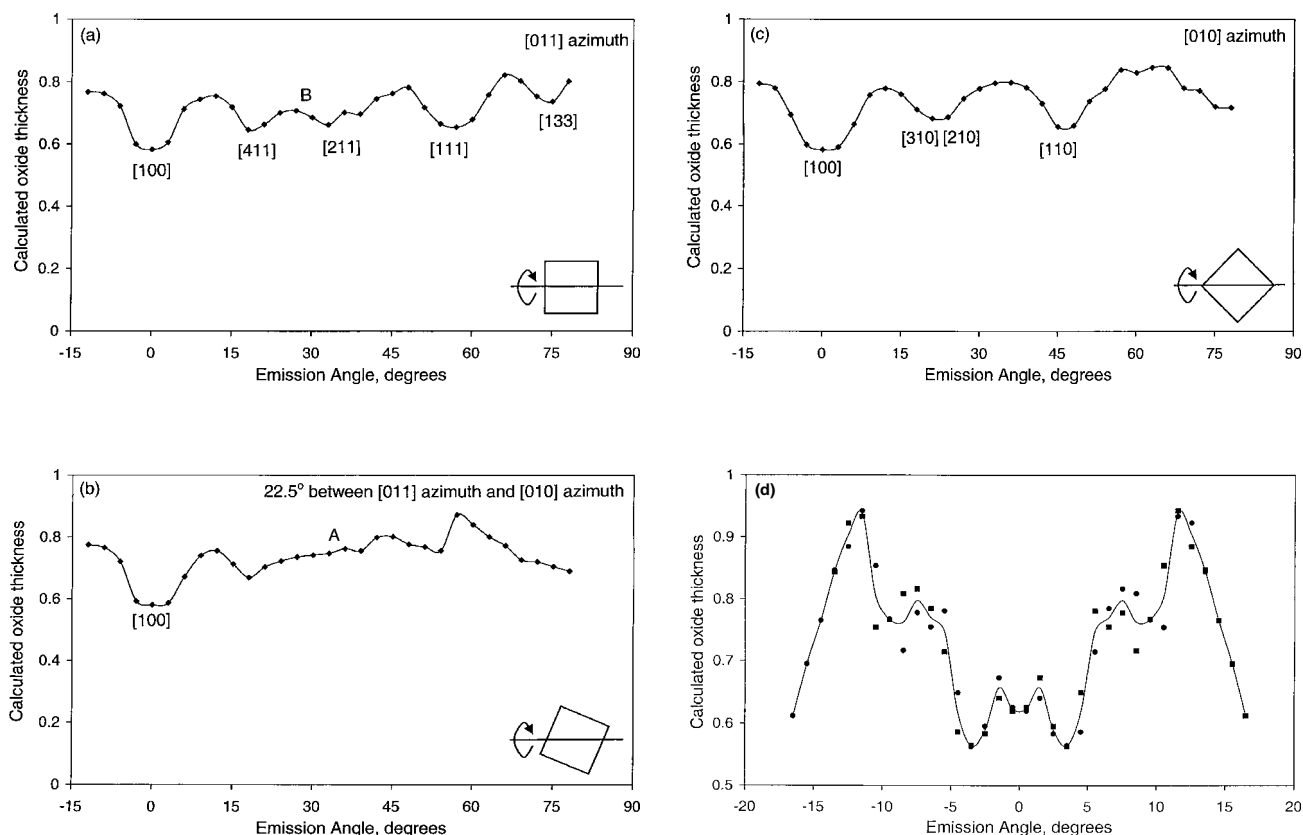 (a)
[011] azimuth
Calculated oxide thickness
1
0.8
0.6
0.4
0.2
0
B
[100]
[411]
[211]
[111]
[133]
-15 0 15 30 45 60 75 90
Emission Angle, degrees
(c)
[010] azimuth
Calculated oxide thickness
1
0.8
0.6
0.4
0.2
0
[100]
[310] [210]
[110]
-15 0 15 30 45 60 75 90
Emission Angle, degrees
(b)
22.5° between [011] azimuth and [010] azimuth
Calculated oxide thickness
1
0.8
0.6
0.4
0.2
0
A
[100]
-15 0 15 30 45 60 75 90
Emission Angle, degrees
(d)
Calculated oxide thickness
1
0.9
0.8
0.7
0.6
0.5
-20 -15 -10 -5 0 5 10 15 20
Emission Angle, degrees